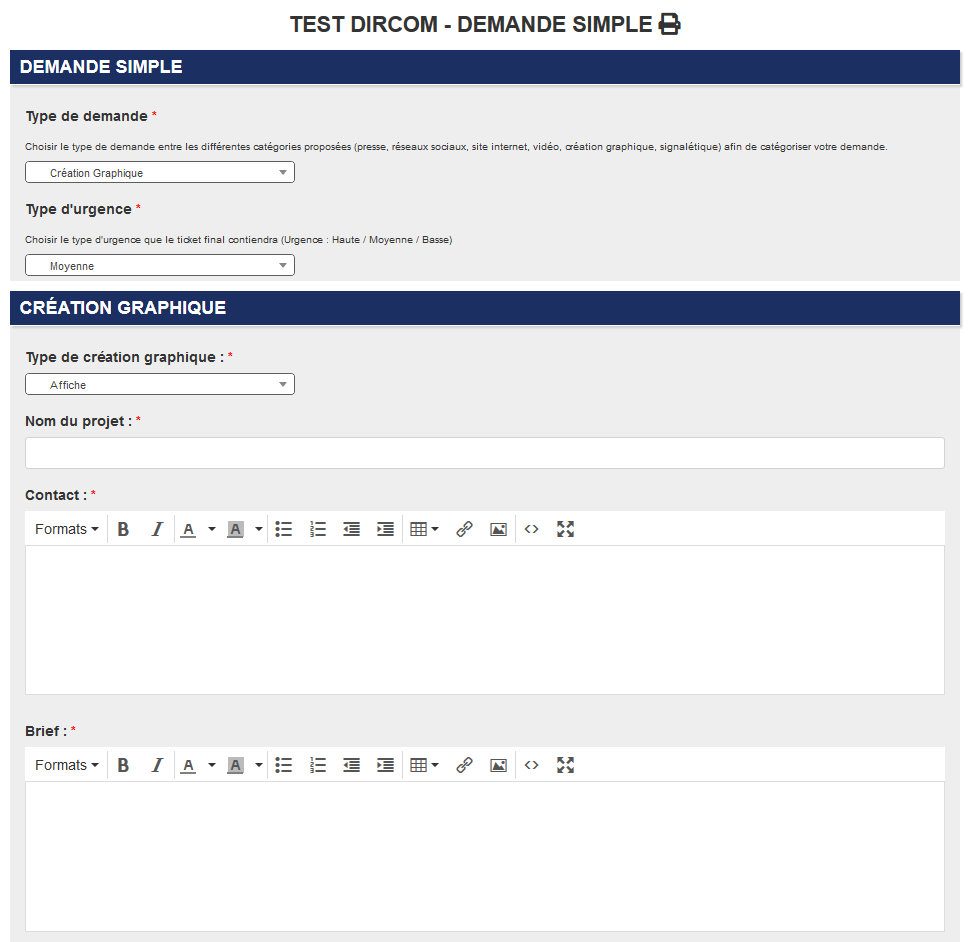 TEST DIRCOM - DEMANDE SIMPLE
DEMANDE SIMPLE
Type de demande *
Choisir le type de demande entre les différentes catégories proposées (presse, réseaux sociaux, site internet, vidéo, création graphique, signalétique) afin de catégoriser votre demande.
Création Graphique
Type d'urgence *
Choisir le type d'urgence que le ticket final contiendra (Urgence : Haute / Moyenne / Basse)
Moyenne
CRÉATION GRAPHIQUE
Type de création graphique : *
Affiche
Nom du projet : *
Contact : *
Formats B I A A
Brief : *
Formats B I A A